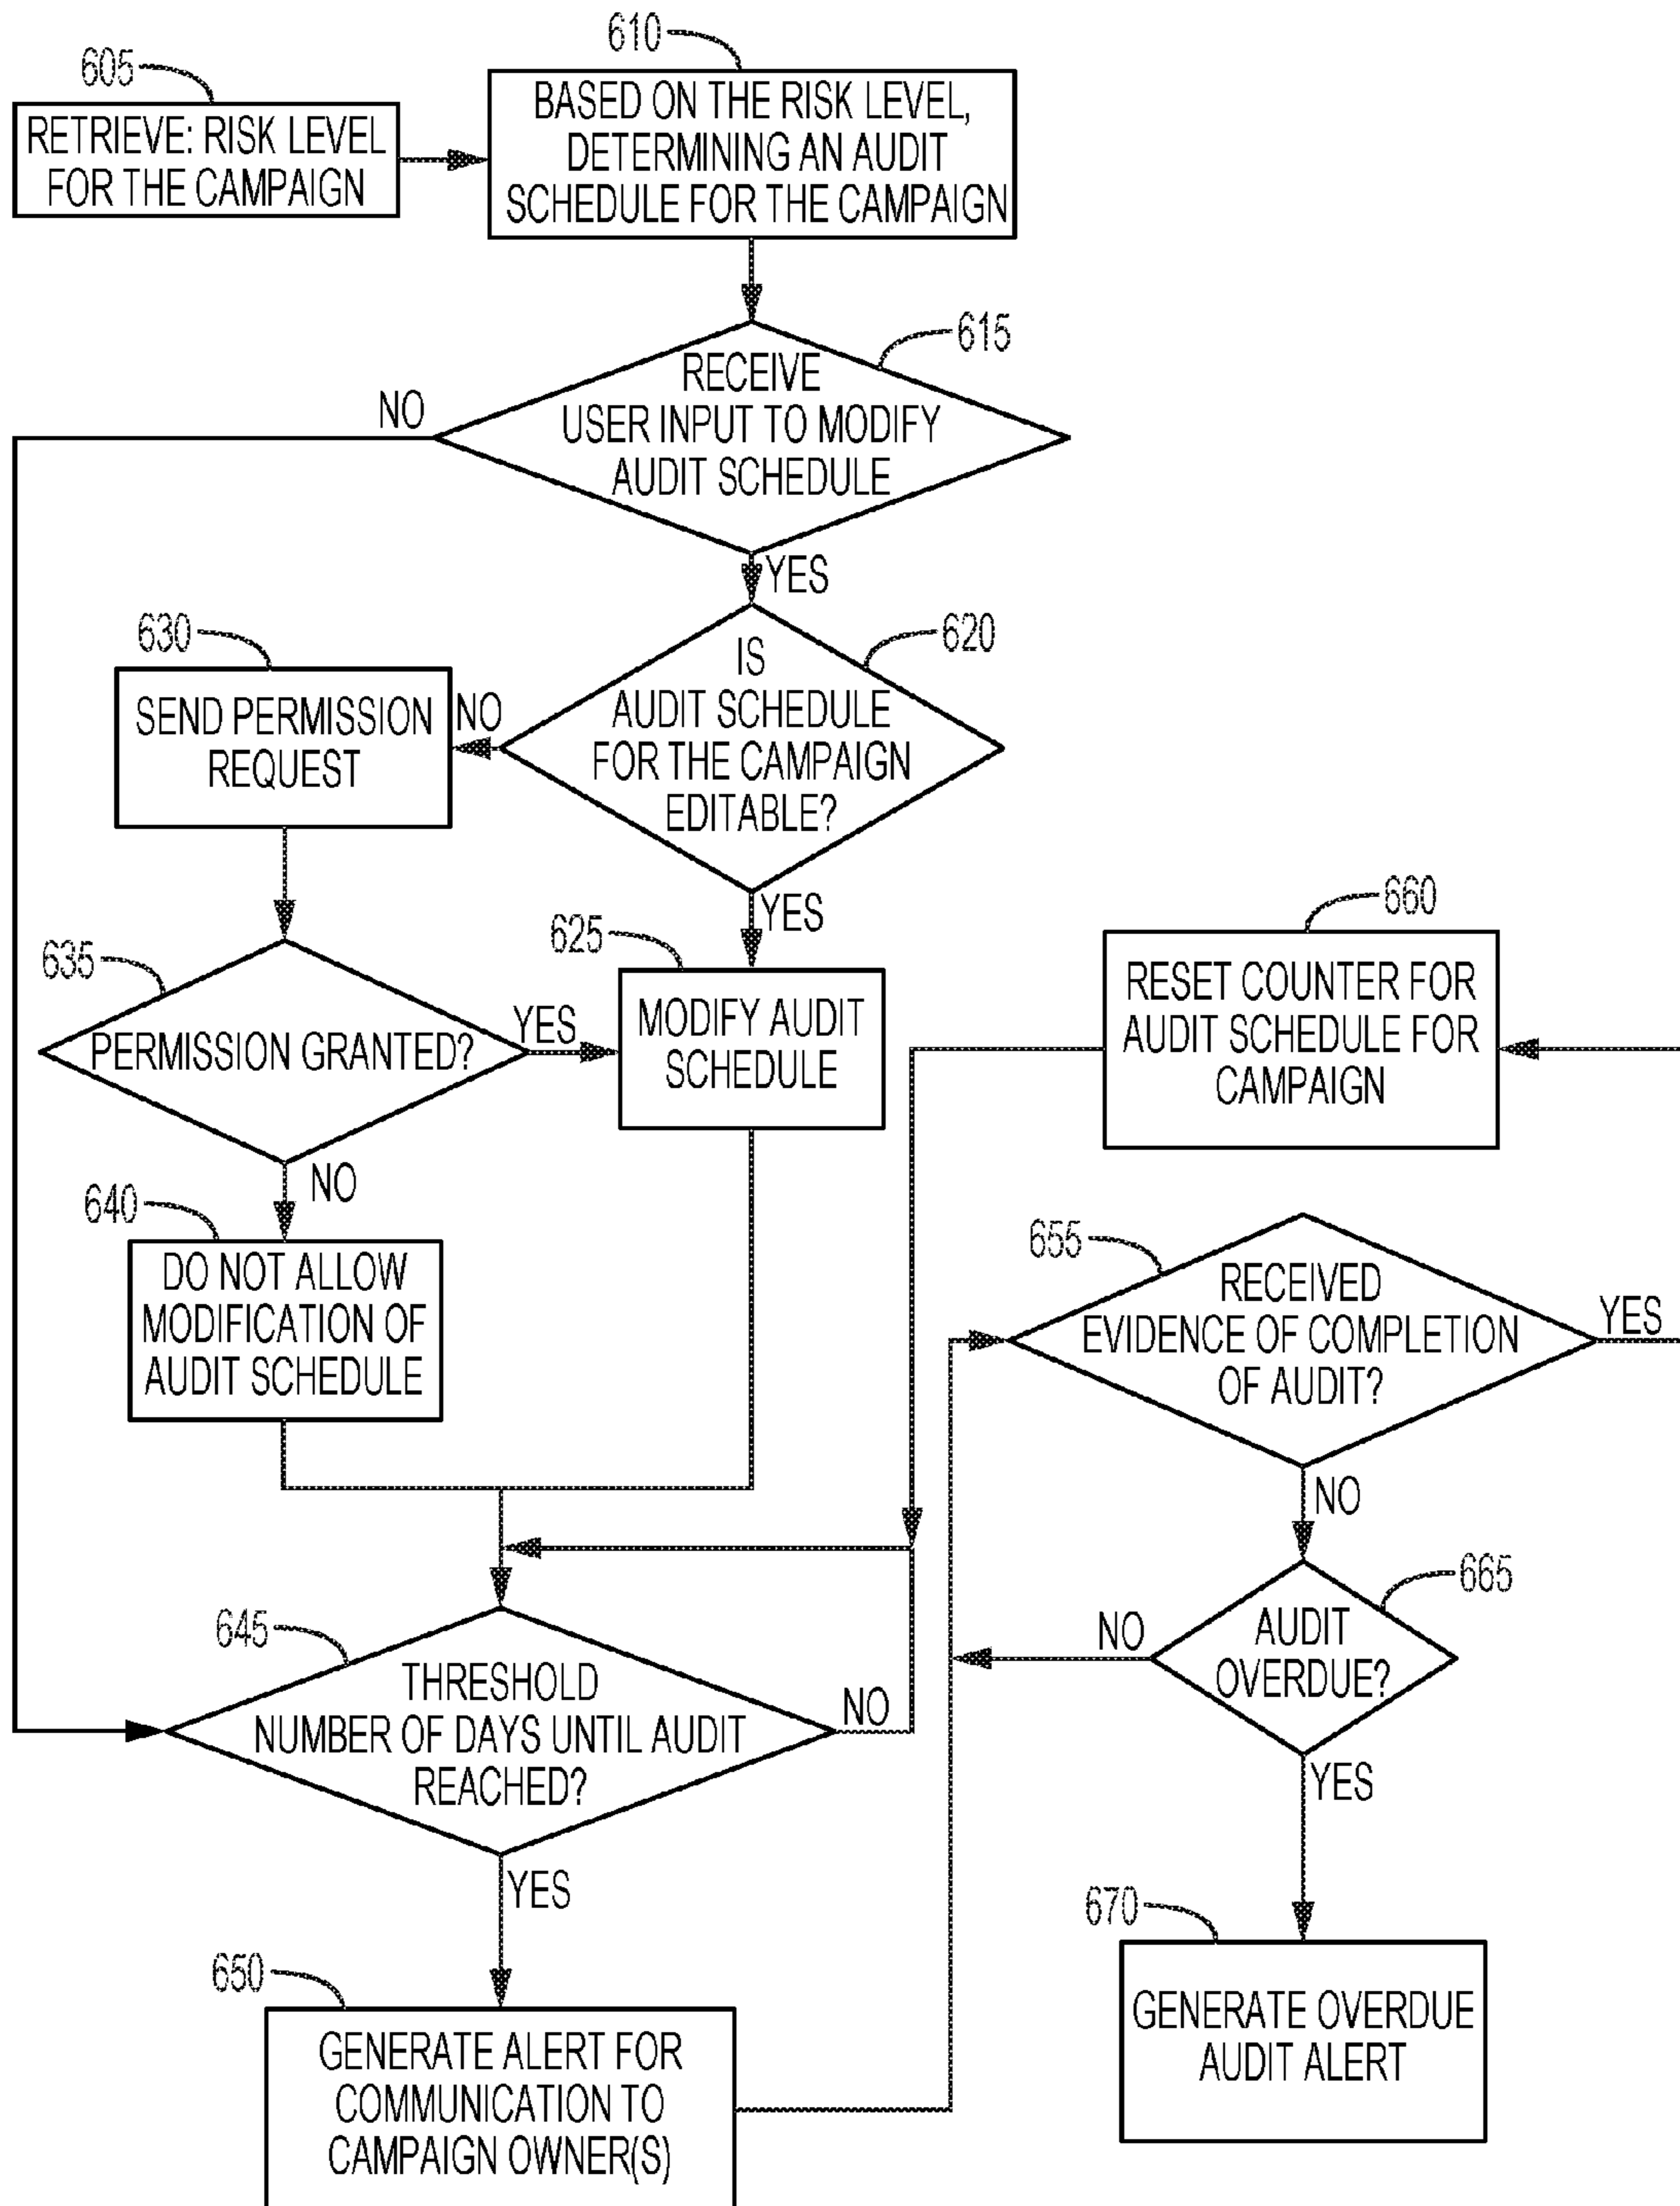 605
RETRIEVE: RISK LEVEL
FOR THE CAMPAIGN
610
BASED ON THE RISK LEVEL,
DETERMINING AN AUDIT
SCHEDULE FOR THE CAMPAIGN
615
RECEIVE
USER INPUT TO MODIFY
AUDIT SCHEDULE
NO
YES
620
IS
AUDIT SCHEDULE
FOR THE CAMPAIGN
EDITABLE?
NO
YES
630
SEND PERMISSION
REQUEST
635
PERMISSION GRANTED?
YES
NO
625
MODIFY AUDIT
SCHEDULE
640
DO NOT ALLOW
MODIFICATION OF
AUDIT SCHEDULE
645
THRESHOLD
NUMBER OF DAYS UNTIL AUDIT
REACHED?
NO
YES
650
GENERATE ALERT FOR
COMMUNICATION TO
CAMPAIGN OWNER(S)
660
RESET COUNTER FOR
AUDIT SCHEDULE FOR
CAMPAIGN
655
RECEIVED
EVIDENCE OF COMPLETION
OF AUDIT?
YES
NO
665
AUDIT
OVERDUE?
NO
YES
670
GENERATE OVERDUE
AUDIT ALERT